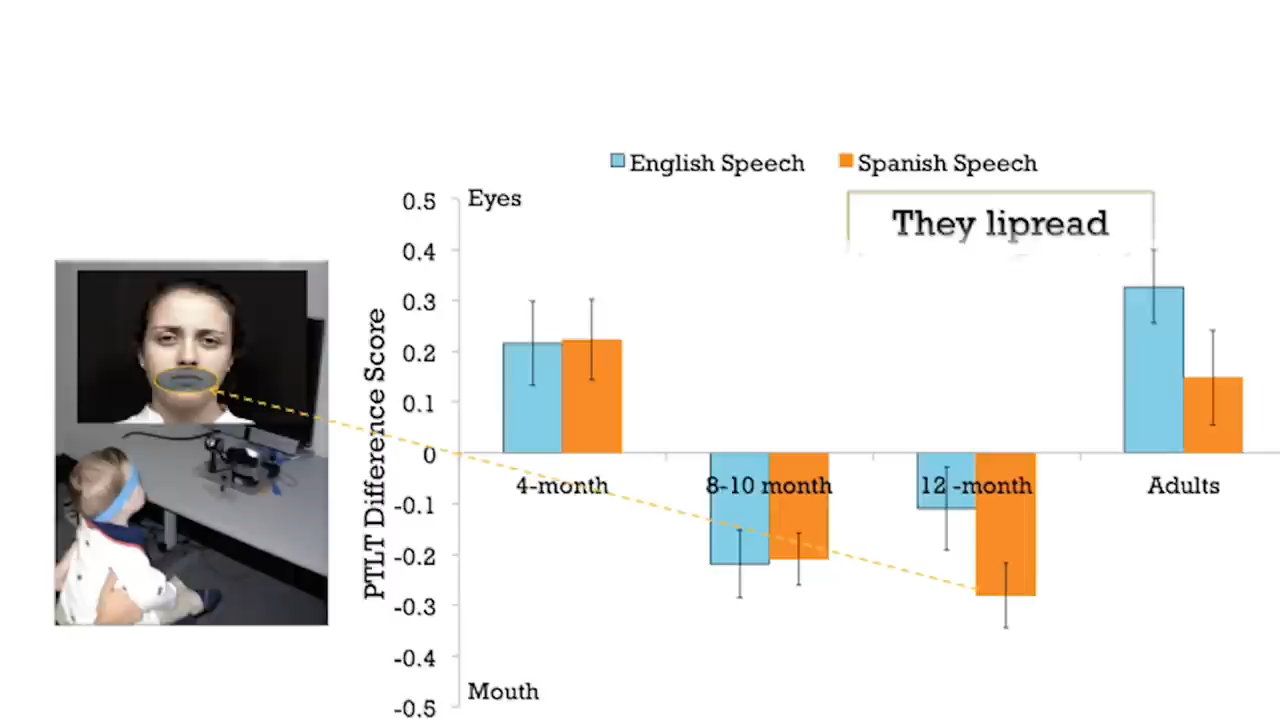 English Speech
Spanish Speech
They lipread
Eyes
0.5
0.4
0.3
0.2
0.1
0
-0.1
-0.2
-0.3
-0.4
-0.5
PTLT Difference Score
4-month
8-10 month
12 -month
Adults
Mouth